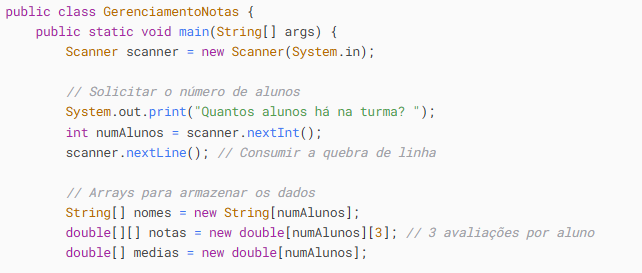 public class GerenciamentoNotas {
    public static void main(String[] args) {
        Scanner scanner = new Scanner(System.in);

        // Solicitar o número de alunos
        System.out.print("Quantos alunos há na turma? ");
        int numAlunos = scanner.nextInt();
        scanner.nextLine(); // Consumir a quebra de linha

        // Arrays para armazenar os dados
        String[] nomes = new String[numAlunos];
        double[][] notas = new double[numAlunos][3]; // 3 avaliações por aluno
        double[] medias = new double[numAlunos];